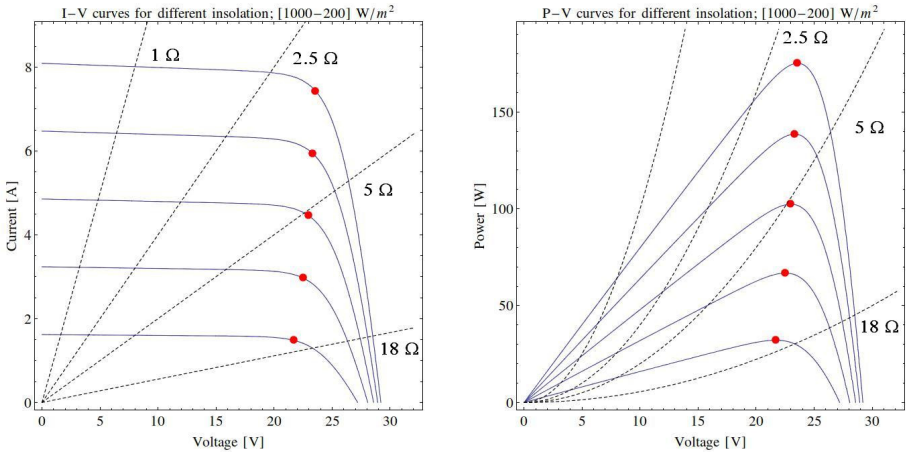 I−V curves for different insolation; [1000−200] W/m²
8
6
4
2
0
0 5 10 15 20 25 30
Current [A]
Voltage [V]
1 Ω
2.5 Ω
5 Ω
18 Ω
P−V curves for different insolation; [1000−200] W/m²
150
100
50
0
0 5 10 15 20 25 30
Power [W]
Voltage [V]
2.5 Ω
5 Ω
18 Ω